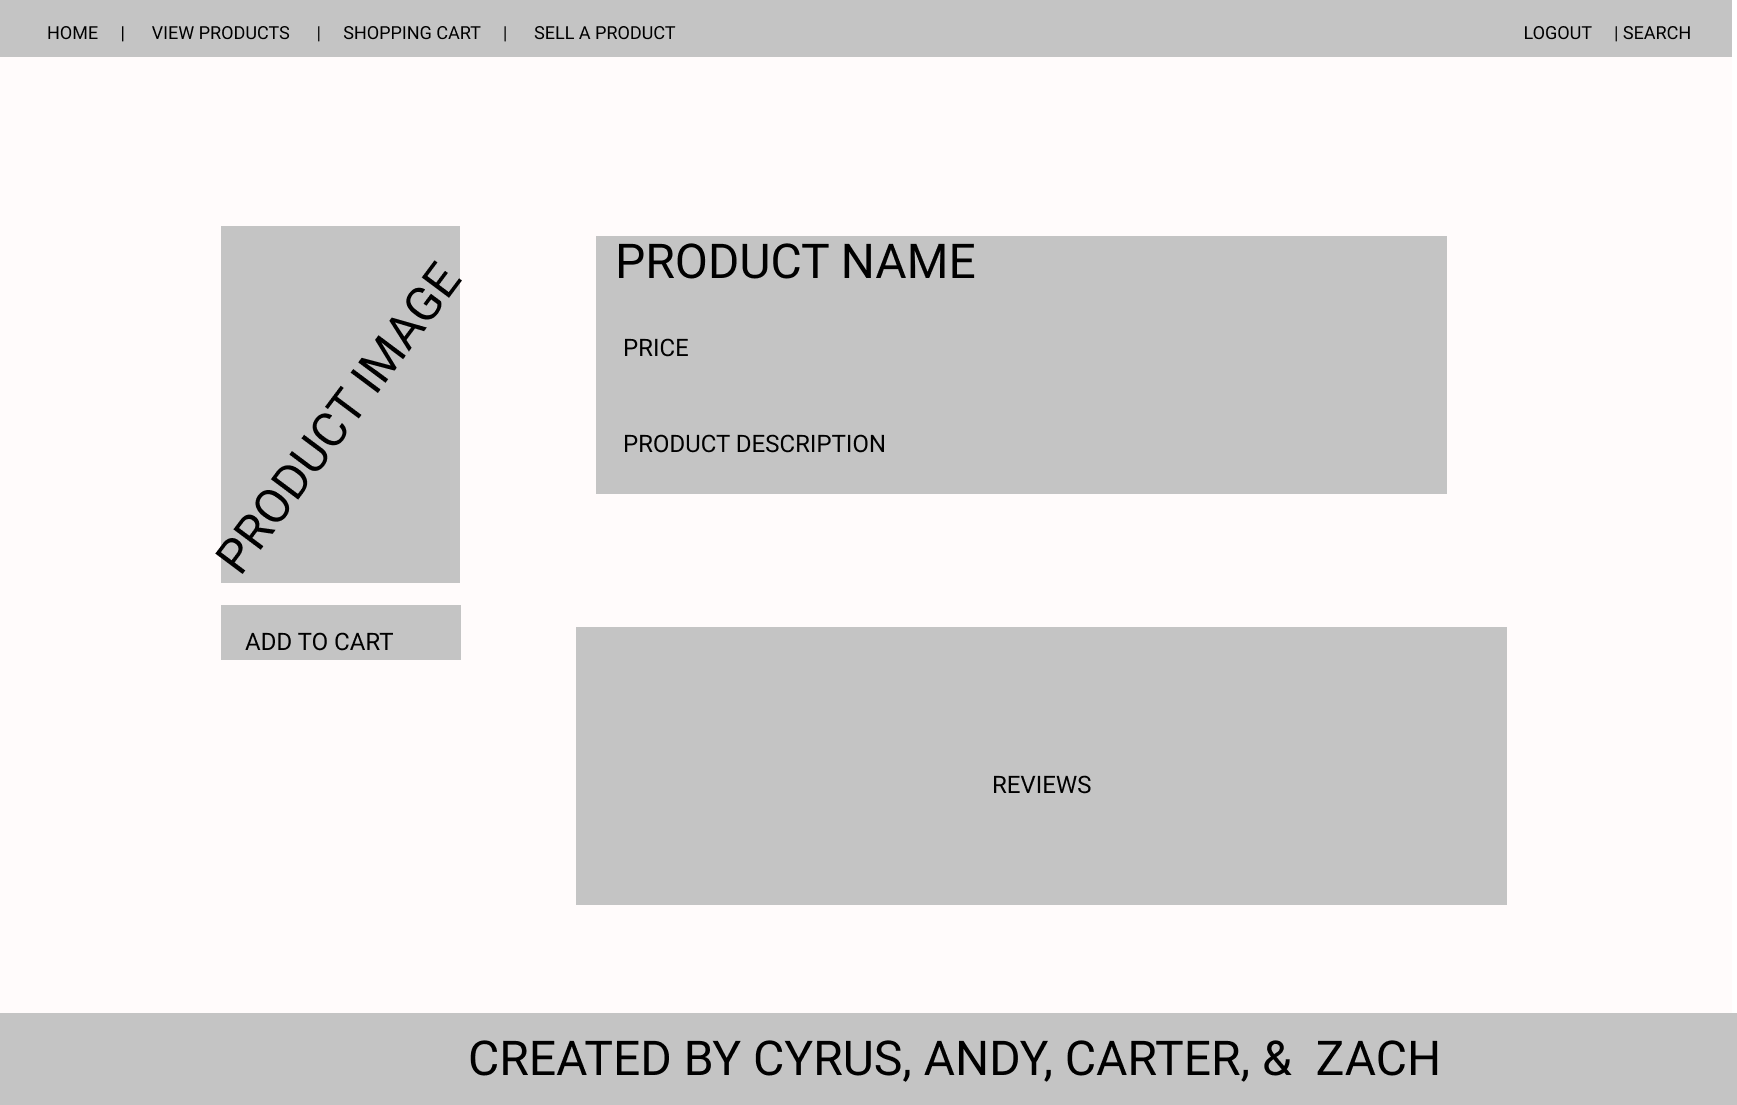 HOME | VIEW PRODUCTS | SHOPPING CART | SELL A PRODUCT LOGOUT | SEARCH
PRODUCT IMAGE
ADD TO CART
PRODUCT NAME
PRICE
PRODUCT DESCRIPTION
REVIEWS
CREATED BY CYRUS, ANDY, CARTER, & ZACH